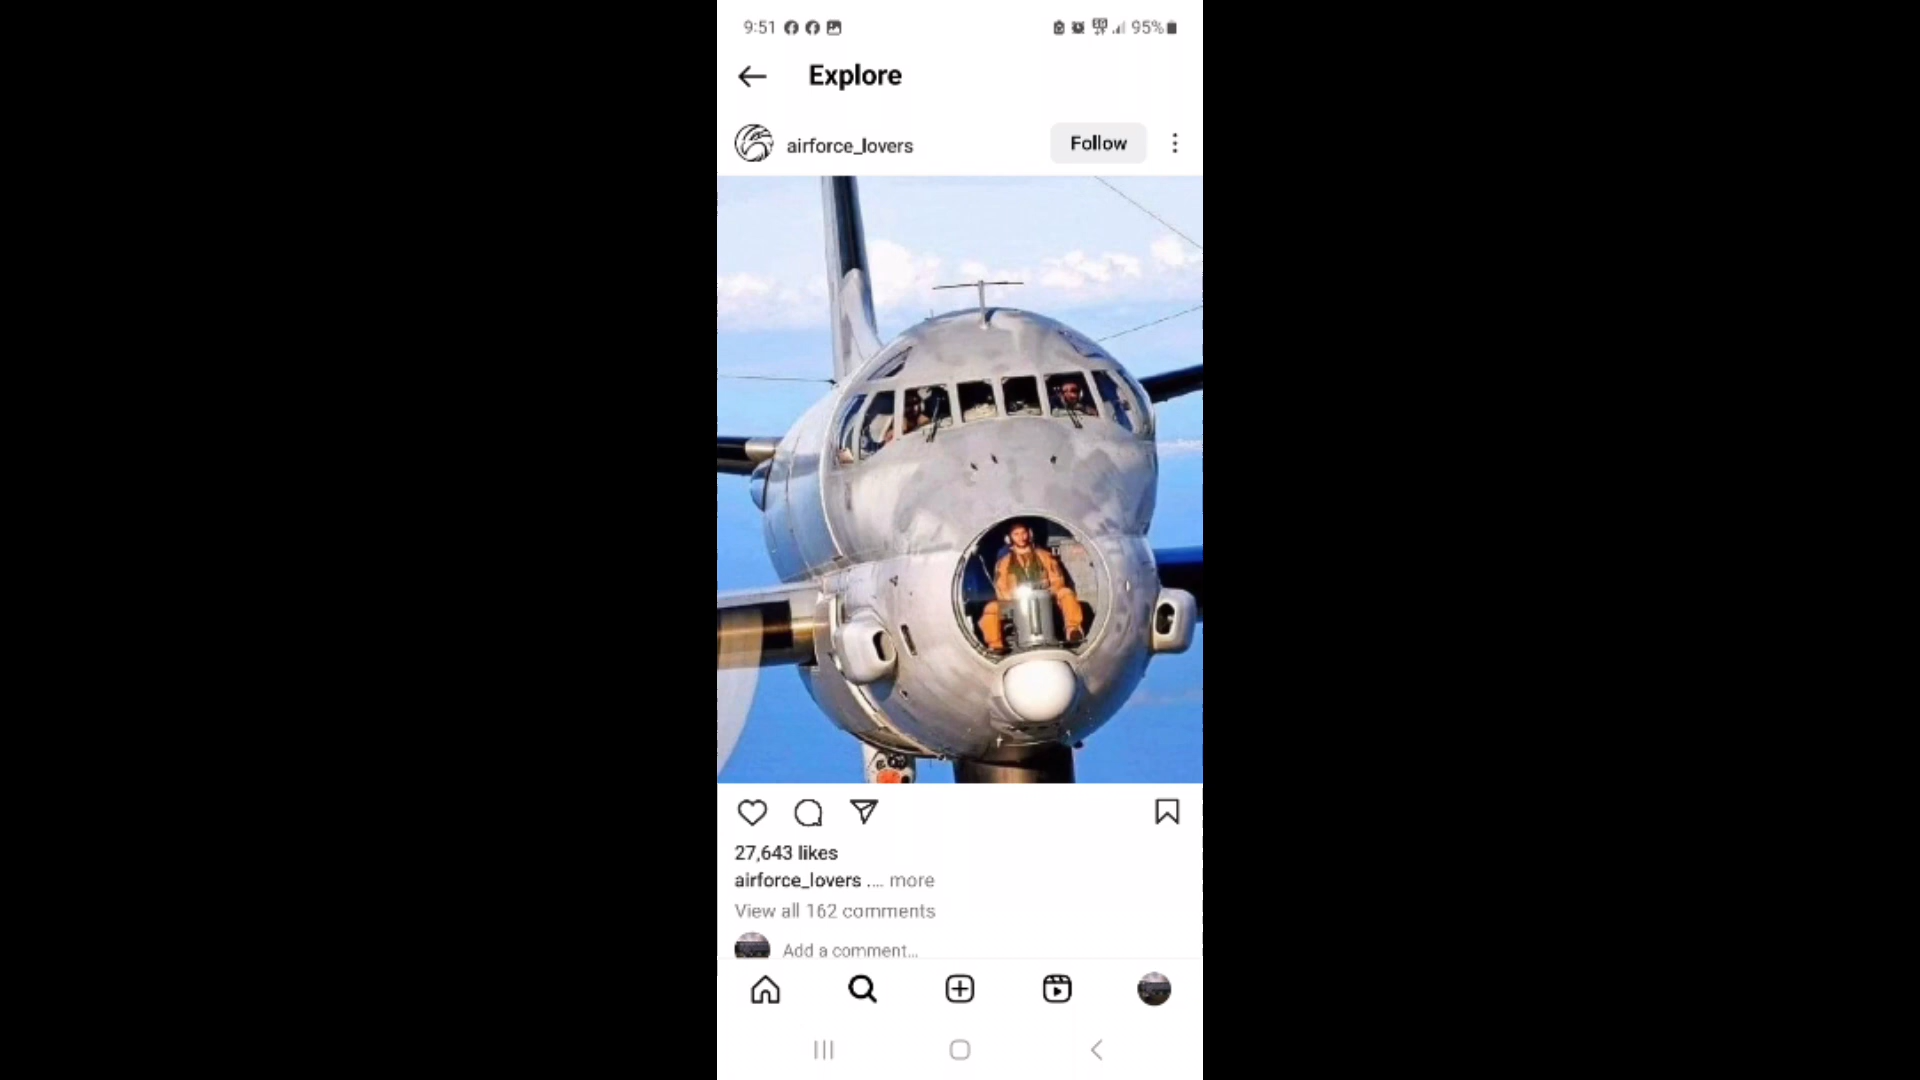 9:51
95%
Explore
airforce_lovers
Follow
27,643 likes
airforce_lovers .... more
View all 162 comments
Add a comment...